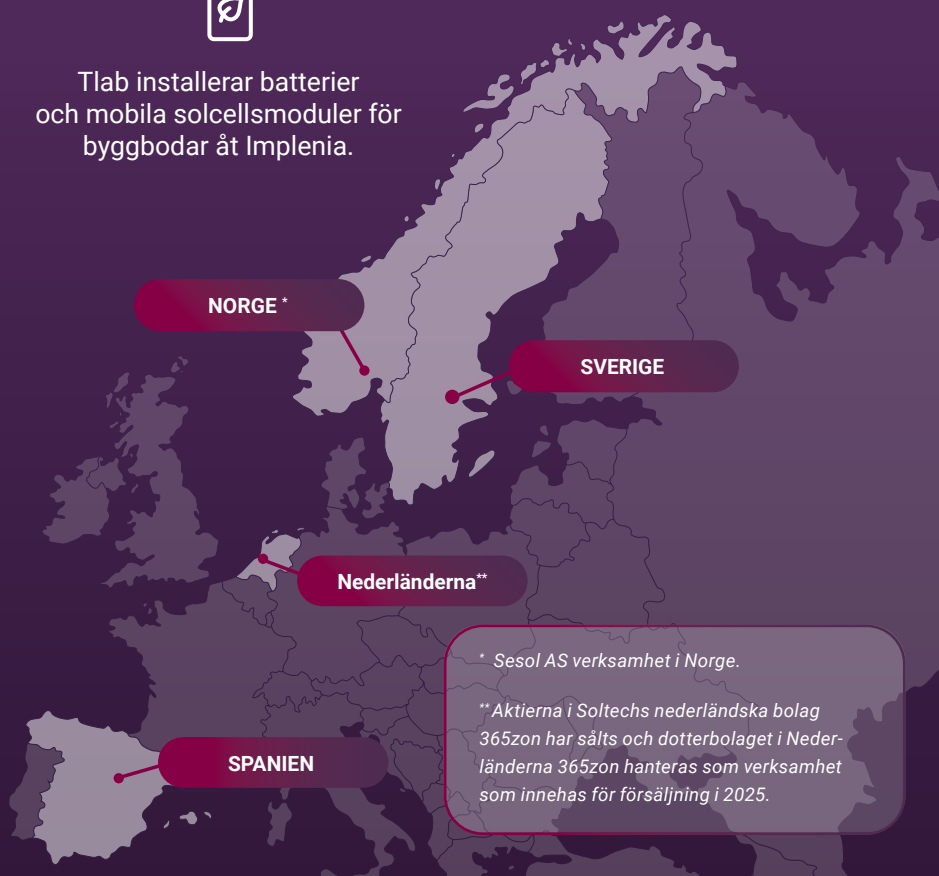 Tlab installerar batterier
och mobila solcellsmoduler för
byggbodar åt Implenia.
NORGE *
SVERIGE
Nederländerna**
SPANIEN
* Sesol AS verksamhet i Norge.
** Aktierna i Soltechs nederländska bolag
365zon har sålts och dotterbolaget i Neder-
länderna 365zon hanteras som verksamhet
som innehas för försäljning i 2025.